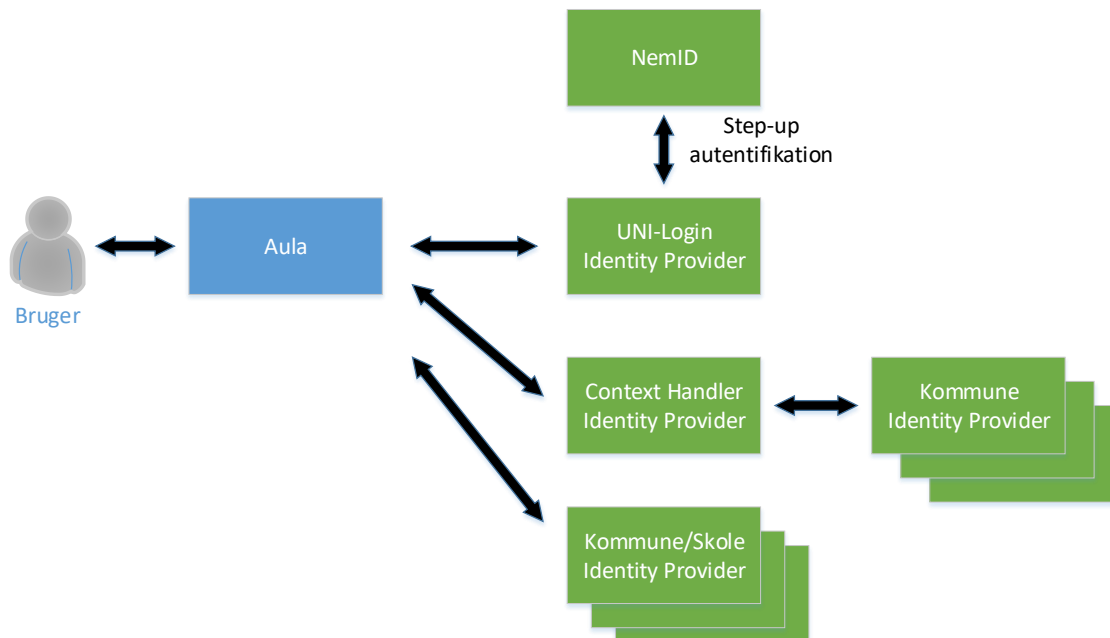 NemID
Step-up
autentifikation
Bruger
Aula
UNI-Login
Identity Provider
Context Handler
Identity Provider
Kommune
Identity Provider
Kommune/Skole
Identity Provider